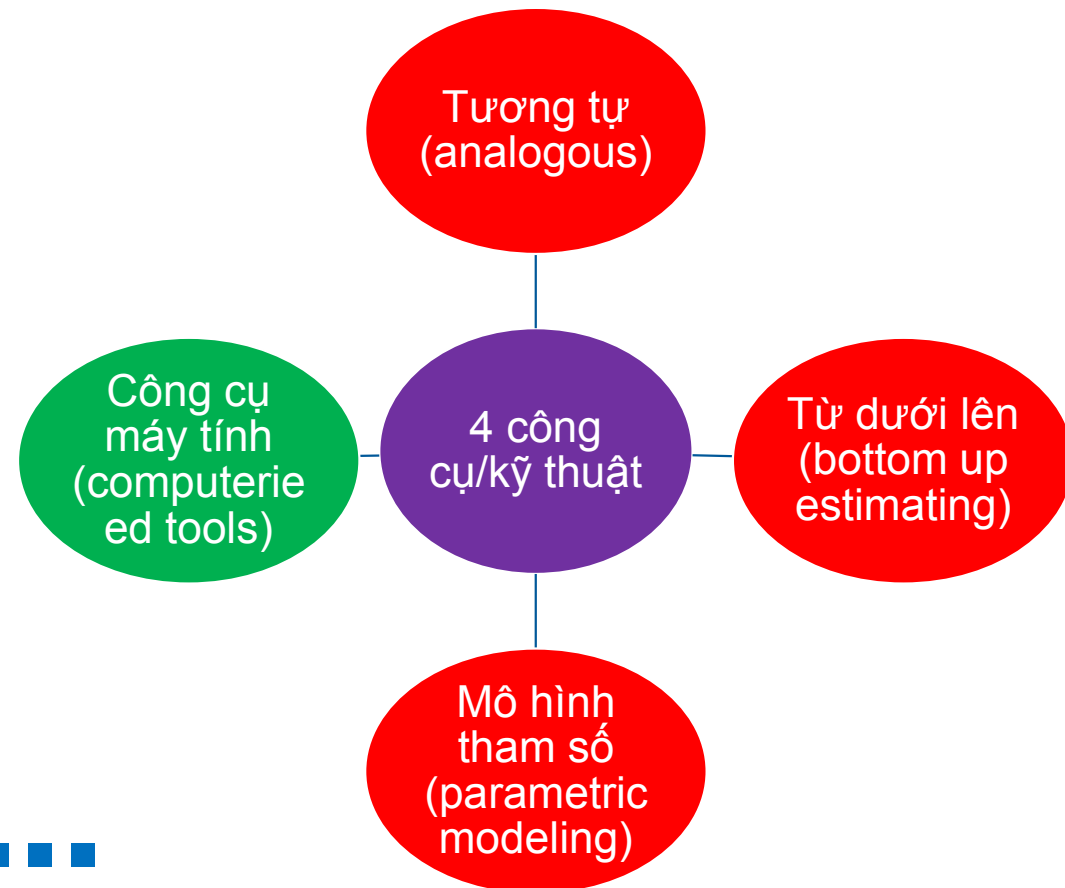 Tương tự
(analogous)
Công cụ
máy tính
(computerie
ed tools)
4 công
cụ/kỹ thuật
Từ dưới lên
(bottom up
estimating)
Mô hình
tham số
(parametric
modeling)